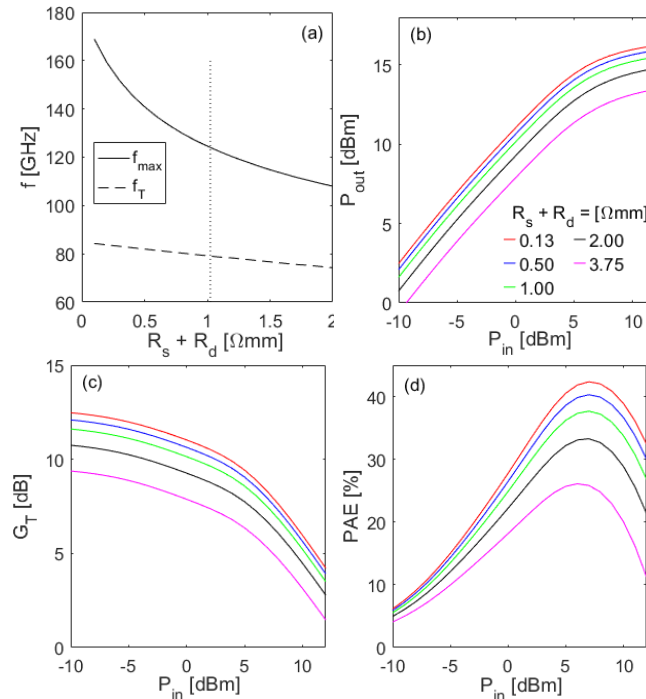 180
160
140
120
100
80
60
f [GHz]
(a)
f_max
f_T
0
0.5
1
1.5
2
R_s + R_d [Ωmm]
(b)
15
10
5
0
P_out [dBm]
R_s + R_d = [Ωmm]
0.13 2.00
0.50 3.75
1.00
-10
-5
0
5
10
P_in [dBm]
(c)
15
10
5
0
G_T [dB]
-10
-5
0
5
10
P_in [dBm]
(d)
40
30
20
10
0
PAE [%]
-10
-5
0
5
10
P_in [dBm]